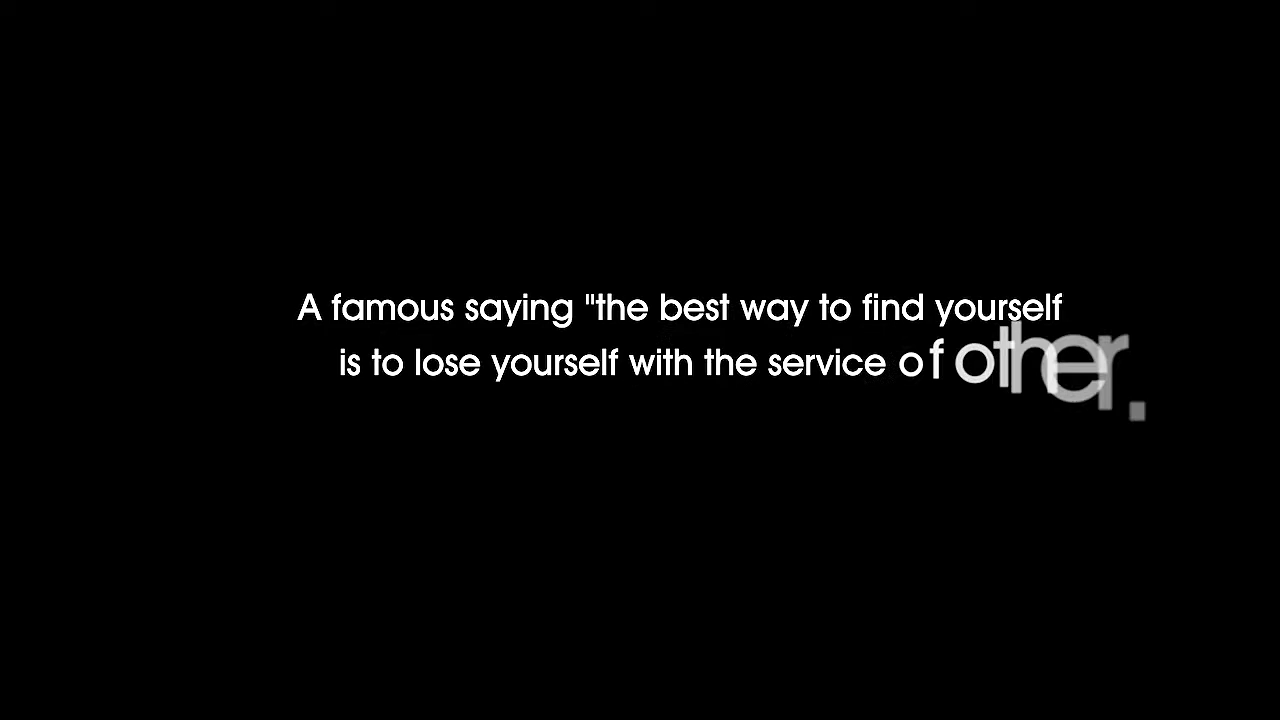 A famous saying "the best way to find yourself
is to lose yourself with the service of other.